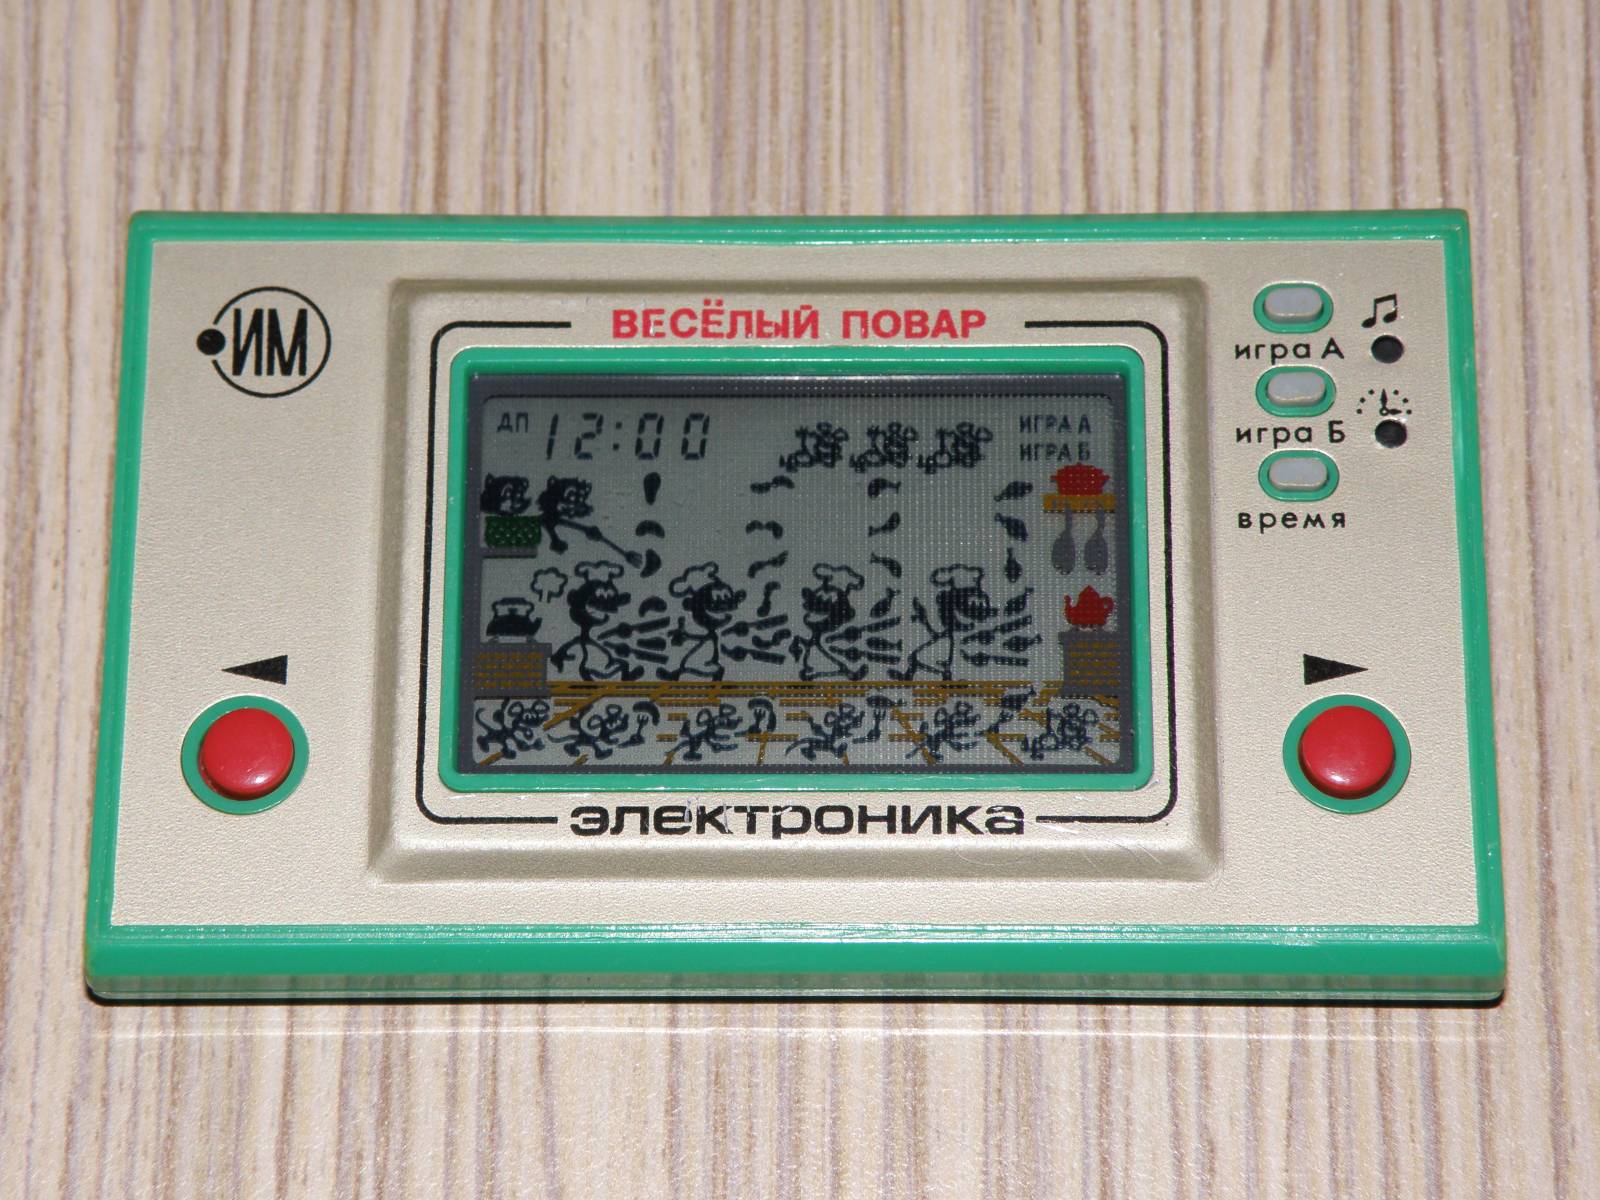 ИМ
ВЕСЁЛЫЙ ПОВАР
ДП 12:00
ИГРА А
ИГРА Б
игра А
игра Б
время
электроника